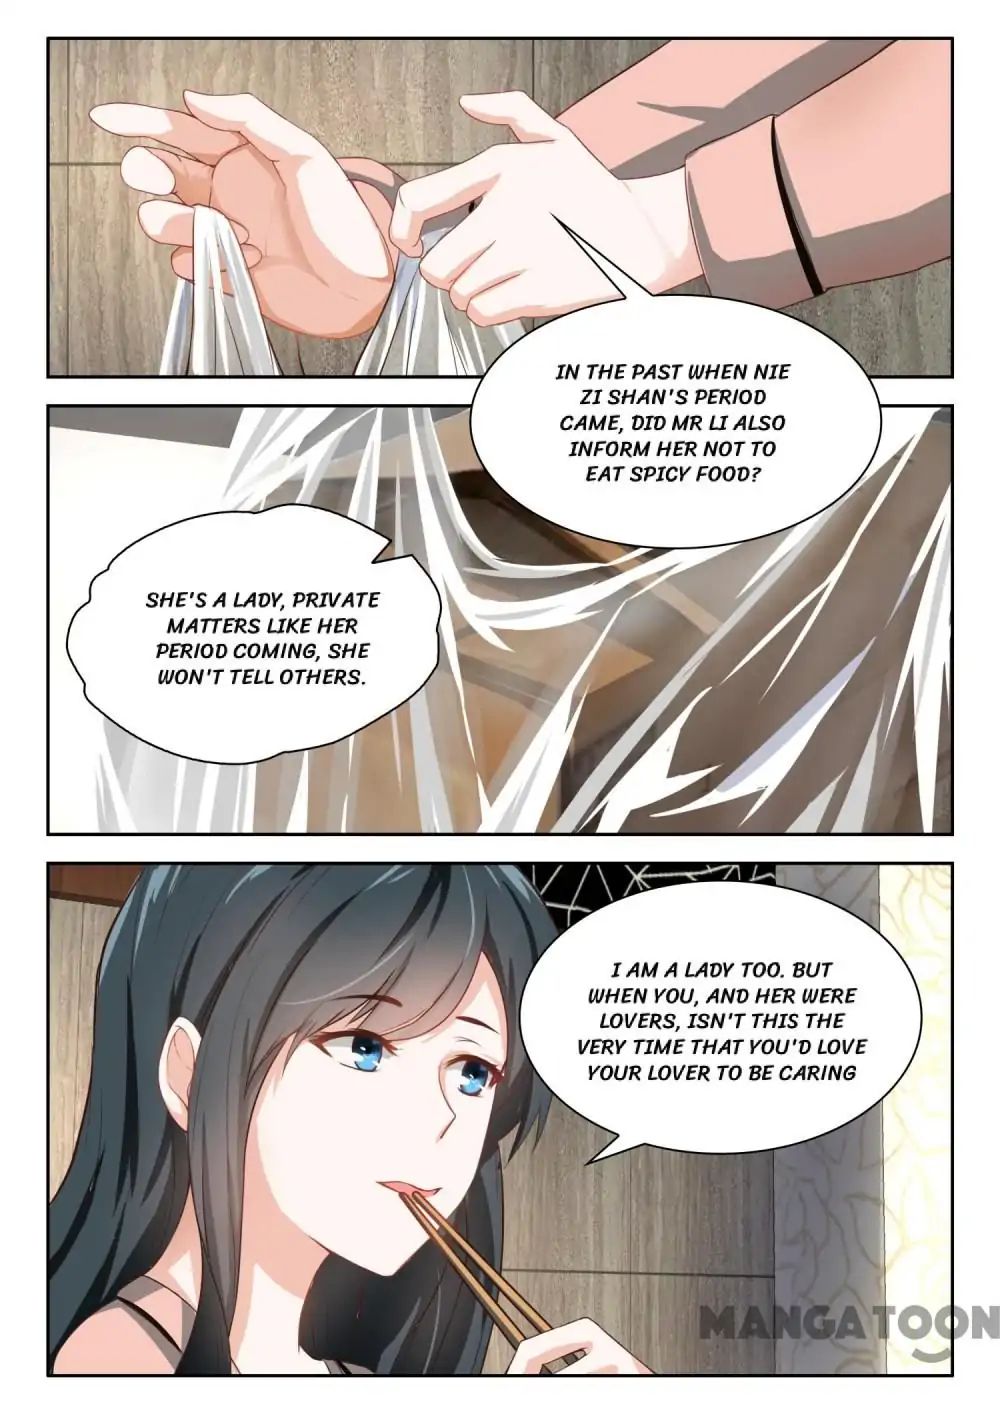 IN THE PAST WHEN NIE
ZI SHAN'S PERIOD
CAME, DID MR LI ALSO
INFORM HER NOT TO
EAT SPICY FOOD?
SHE'S A LADY, PRIVATE
MATTERS LIKE HER
PERIOD COMING, SHE
WON'T TELL OTHERS.
I AM A LADY TOO. BUT
WHEN YOU, AND HER WERE
LOVERS, ISN'T THIS THE
VERY TIME THAT YOU'D LOVE
YOUR LOVER TO BE CARING
MANGATOON